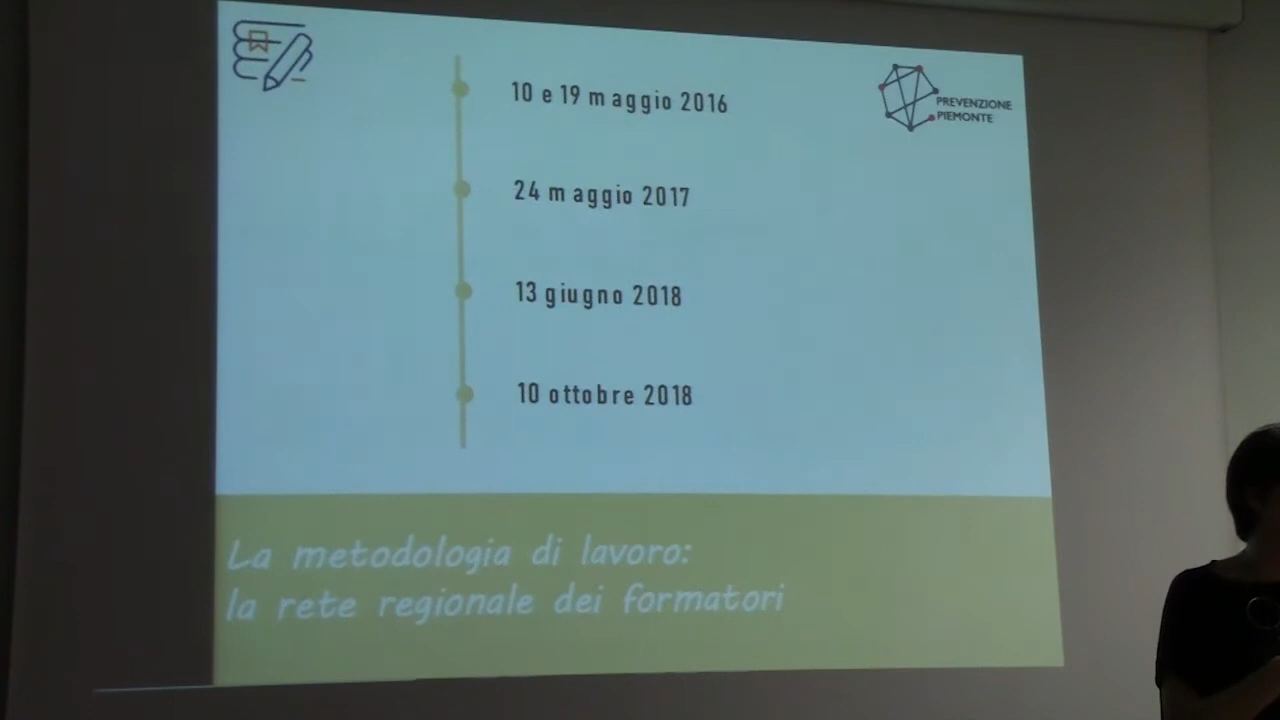 10 e 19 maggio 2016
PREVENZIONE
PIEMONTE
24 maggio 2017
13 giugno 2018
10 ottobre 2018
La metodologia di lavoro:
la rete regionale dei formatori